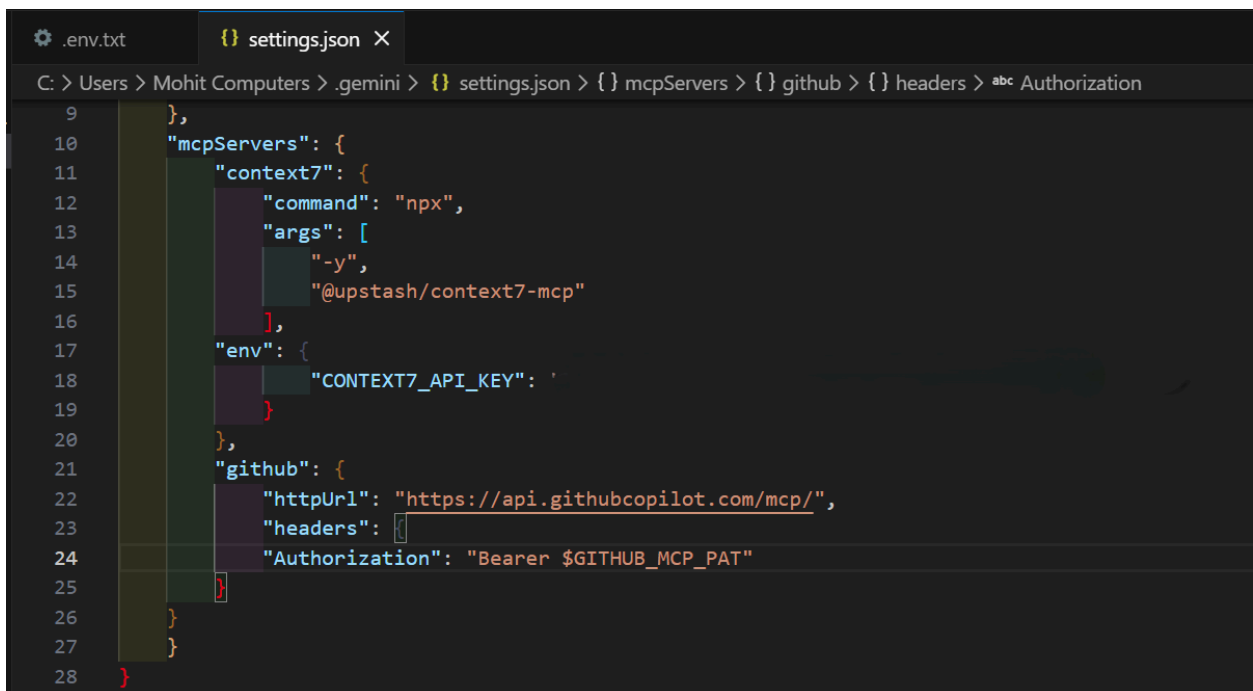 .env.txt {} settings.json ×
C: > Users > Mohit Computers > .gemini > {} settings.json > { } mcpServers > { } github > { } headers > abc Authorization
9 },
10 "mcpServers": {
11 "context7": {
12 "command": "npx",
13 "args": [
14 "-y",
15 "@upstash/context7-mcp"
16 ],
17 "env": {
18 "CONTEXT7_API_KEY": '
19 }
20 },
21 "github": {
22 "httpUrl": "https://api.githubcopilot.com/mcp/",
23 "headers": {
24 "Authorization": "Bearer $GITHUB_MCP_PAT"
25 }
26 }
27 }
28 }